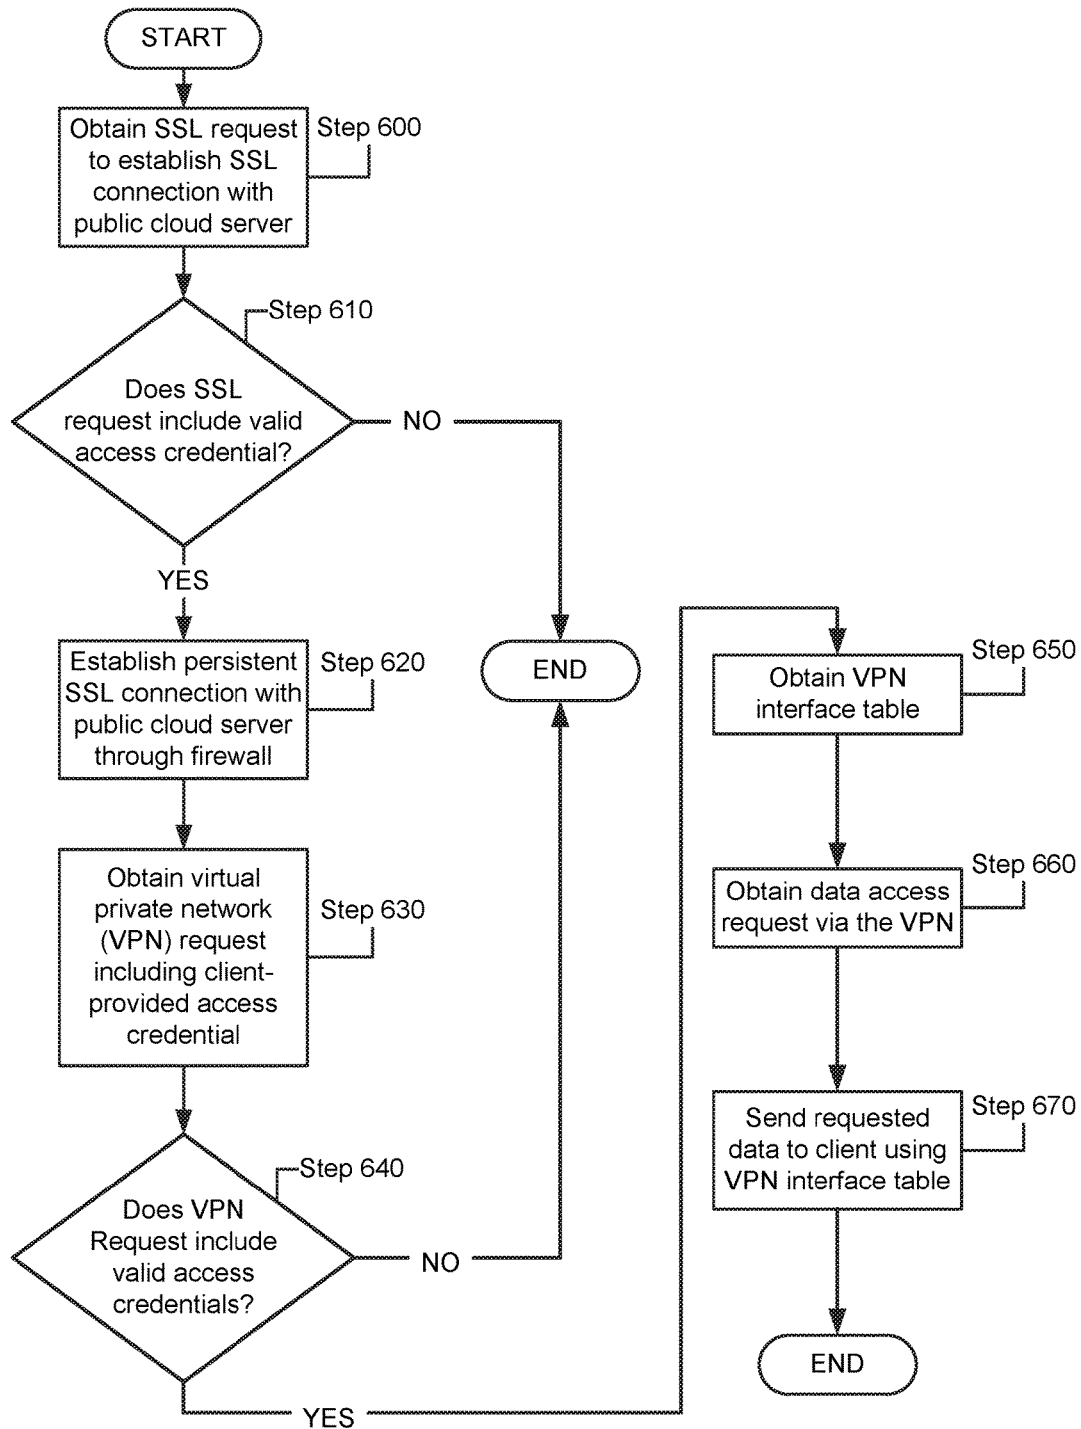 START
Obtain SSL request
to establish SSL
connection with
public cloud server
Step 600
Step 610
Does SSL
request include valid
access credential?
NO
YES
Establish persistent
SSL connection with
public cloud server
through firewall
Step 620
END
Obtain virtual
private network
(VPN) request
including client-
provided access
credential
Step 630
Step 640
Does VPN
Request include
valid access
credentials?
NO
YES
Step 650
Obtain VPN
interface table
Step 660
Obtain data access
request via the VPN
Step 670
Send requested
data to client using
VPN interface table
END